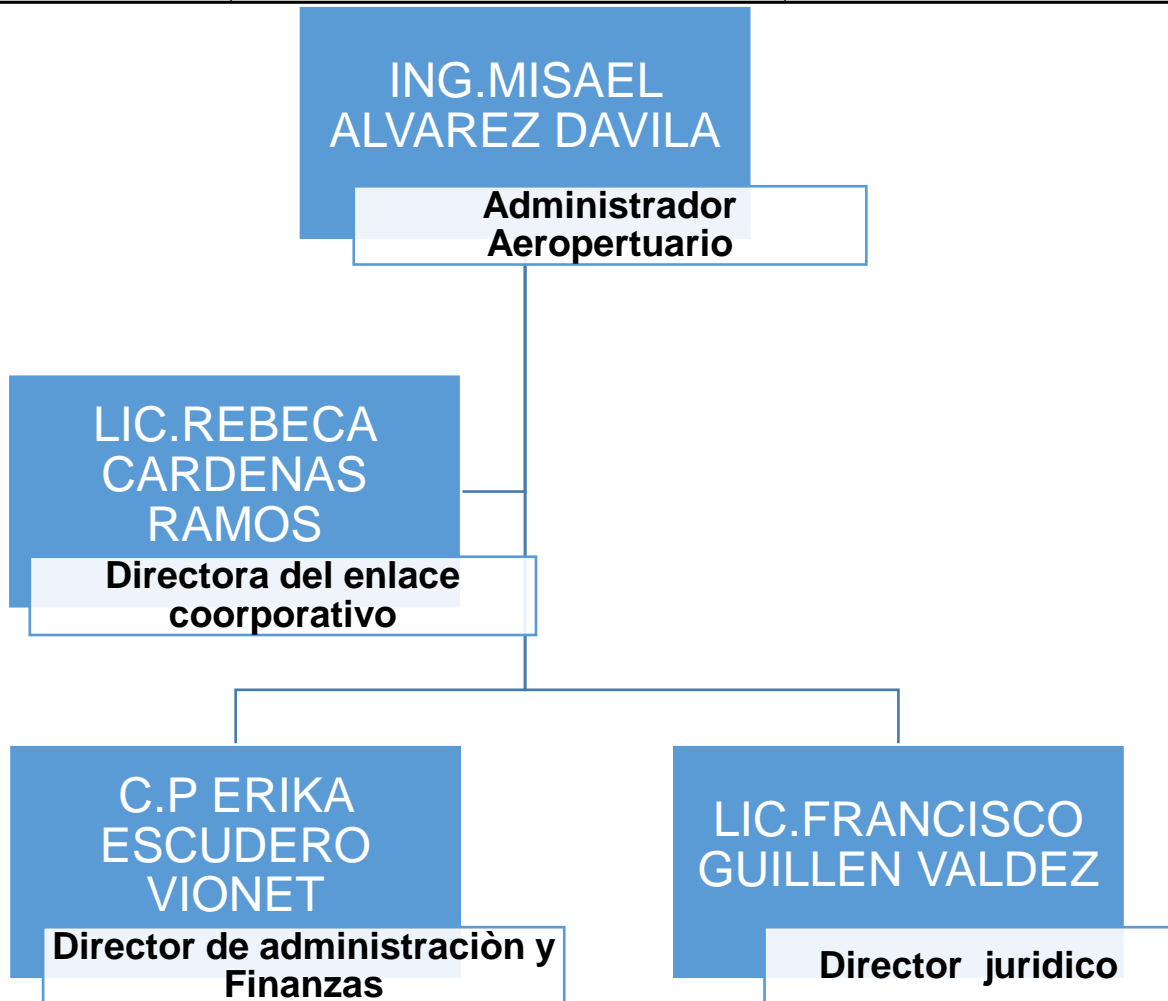 ING.MISAEL
ALVAREZ DAVILA
Administrador
Aeropertuario
LIC.REBECA
CARDENAS
RAMOS
Directora del enlace
coorporativo
C.P ERIKA
ESCUDERO
VIONET
Director de administraciòn y
Finanzas
LIC.FRANCISCO
GUILLEN VALDEZ
Director  juridico